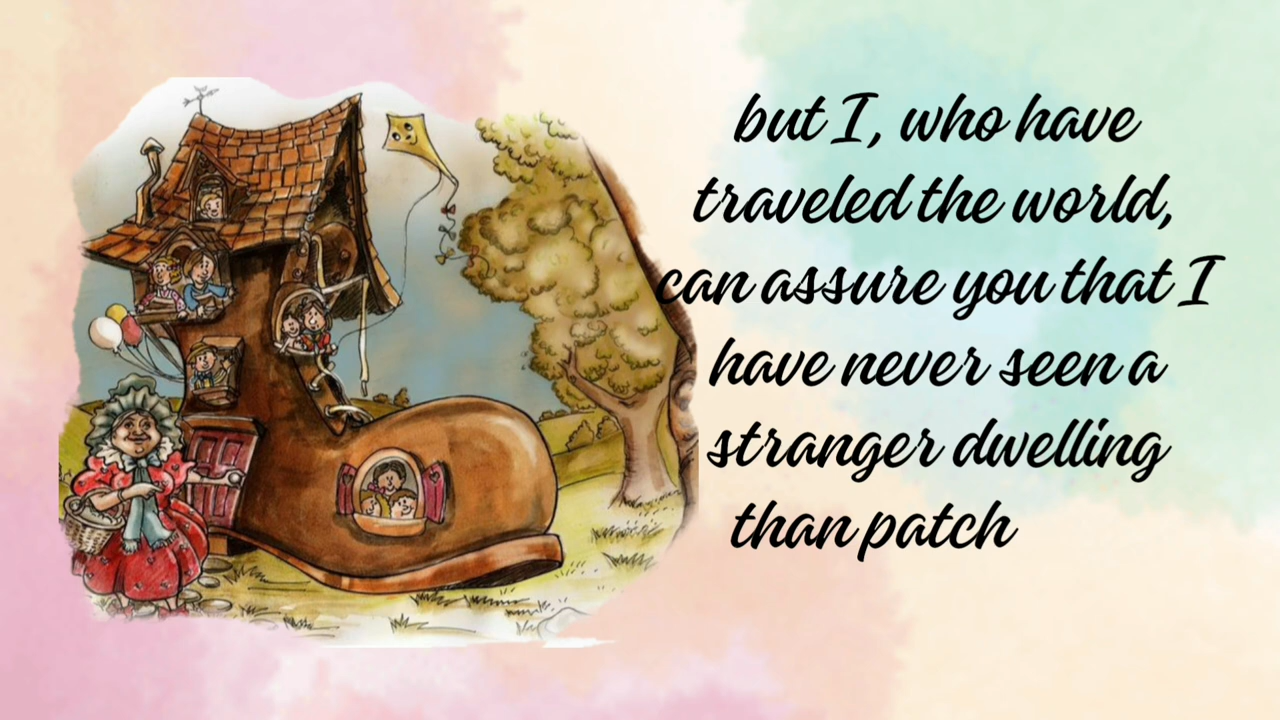 but I, who have
traveled the world,
can assure you that I
have never seen a
stranger dwelling
than patch